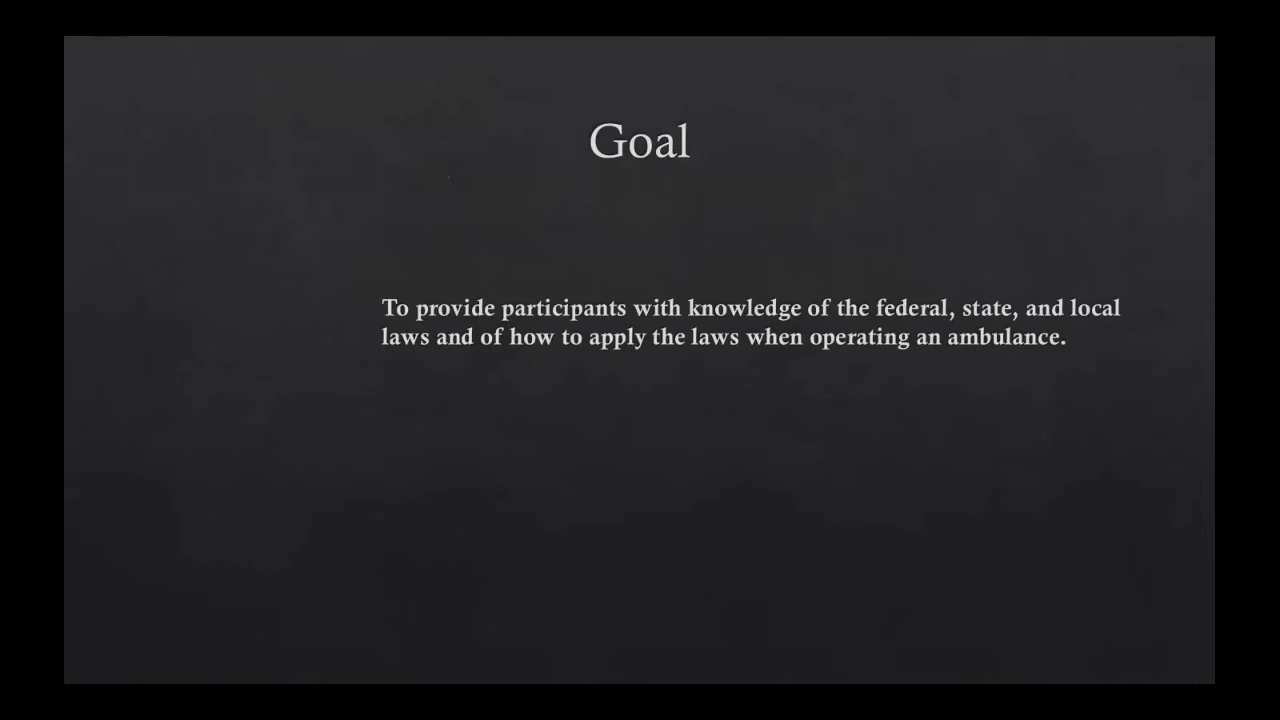 Goal
To provide participants with knowledge of the federal, state, and local
laws and of how to apply the laws when operating an ambulance.